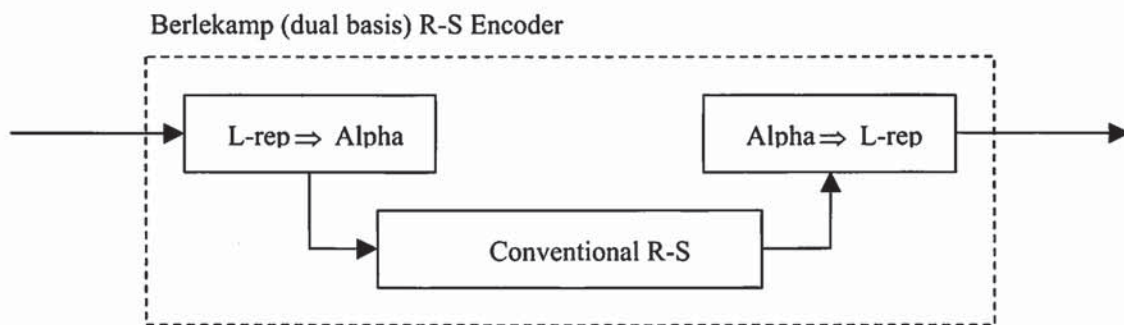 Berlekamp (dual basis) R-S Encoder
L-rep ⇒ Alpha
Alpha ⇒ L-rep
Conventional R-S